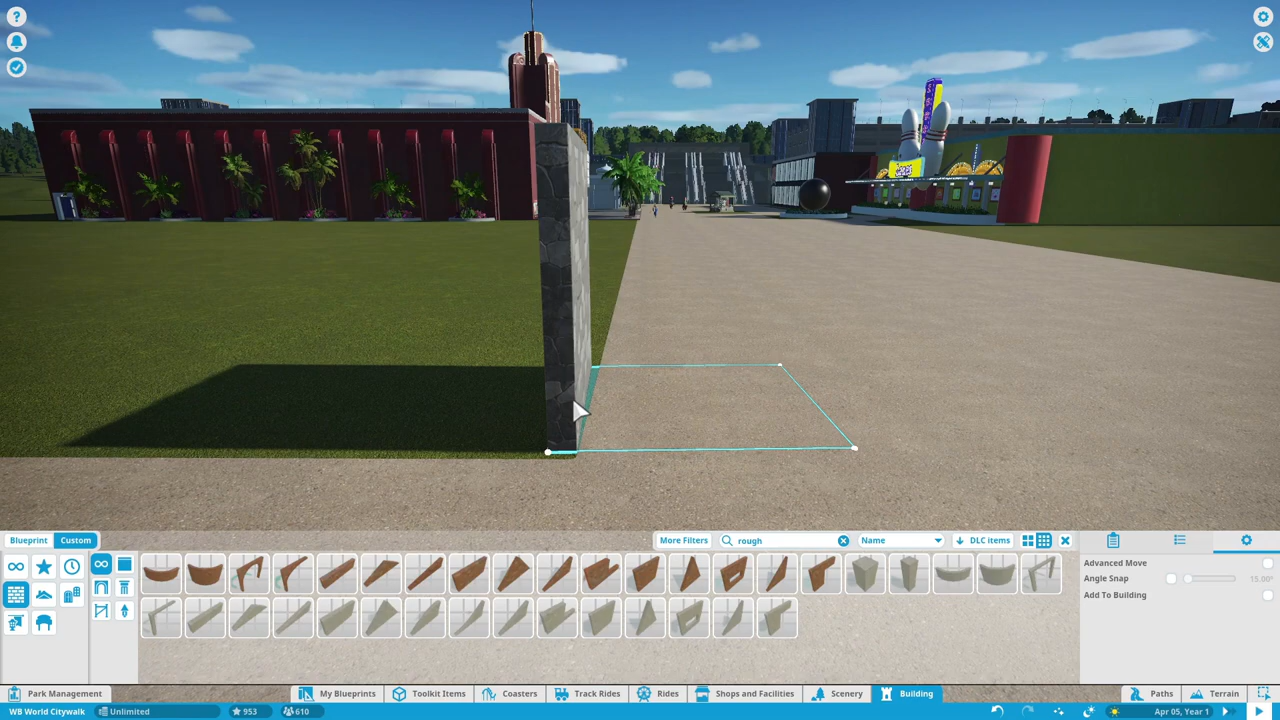 Blueprint Custom
More Filters rough Name DLC items
Advanced Move
Angle Snap 15.00°
Add To Building
Park Management My Blueprints Toolkit Items Coasters Track Rides Rides Shops and Facilities Scenery Building Paths Terrain
WB World Citywalk Unlimited 953 610 Apr 05, Year 1